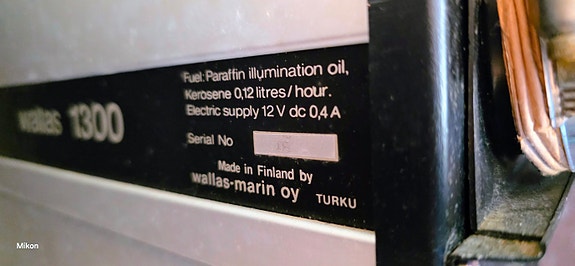 wallas 1300
Fuel: Paraffin illumination oil,
Kerosene 0,12 litres/hour.
Electric supply 12 V dc 0,4 A
Serial No
Made in Finland by
wallas-marin oy TURKU
Mikon